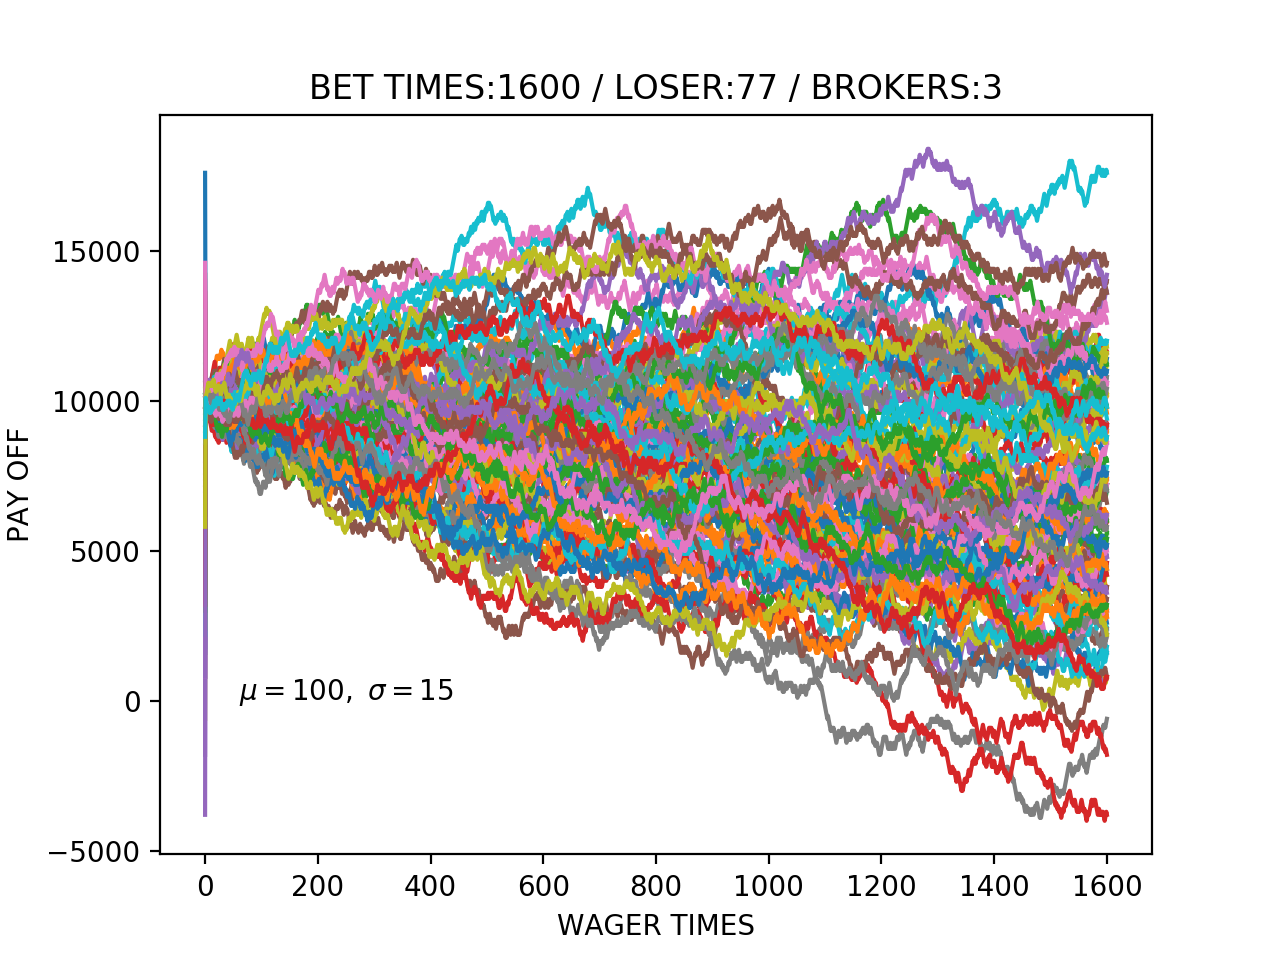 BET TIMES:1600 / LOSER:77 / BROKERS:3
PAY OFF
15000
10000
5000
0
−5000
μ = 100, σ = 15
0 200 400 600 800 1000 1200 1400 1600
WAGER TIMES